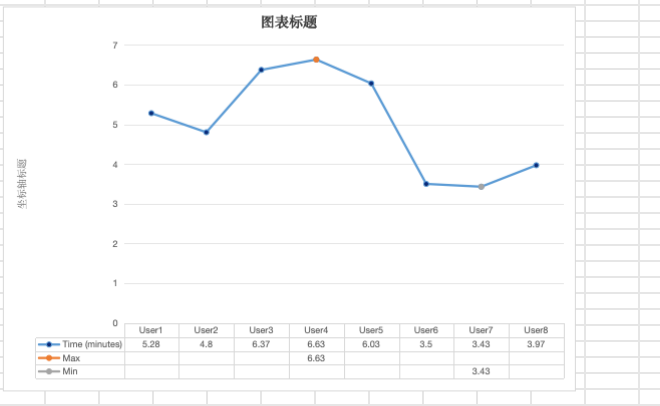 图表标题
坐标轴标题
7
6
5
4
3
2
1
0
User1 User2 User3 User4 User5 User6 User7 User8
Time (minutes) 5.28 4.8 6.37 6.63 6.03 3.5 3.43 3.97
Max 6.63
Min 3.43